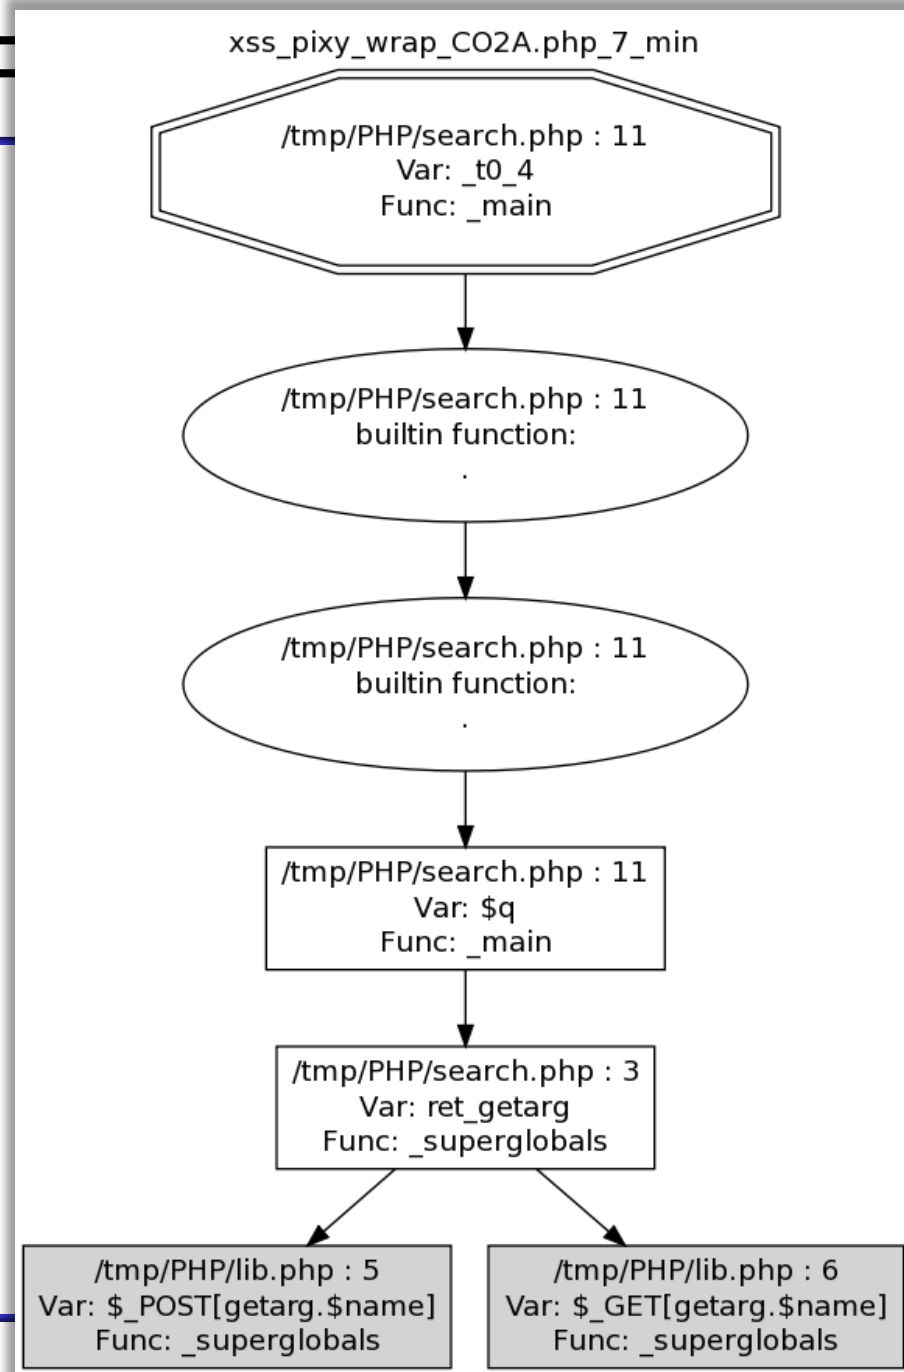 xss_pixy_wrap_CO2A.php_7_min
/tmp/PHP/search.php : 11
Var: _t0_4
Func: _main
/tmp/PHP/search.php : 11
builtin function:
.
/tmp/PHP/search.php : 11
builtin function:
.
/tmp/PHP/search.php : 11
Var: $q
Func: _main
/tmp/PHP/search.php : 3
Var: ret_getarg
Func: _superglobals
/tmp/PHP/lib.php : 5
Var: $_POST[getarg.$name]
Func: _superglobals
/tmp/PHP/lib.php : 6
Var: $_GET[getarg.$name]
Func: _superglobals